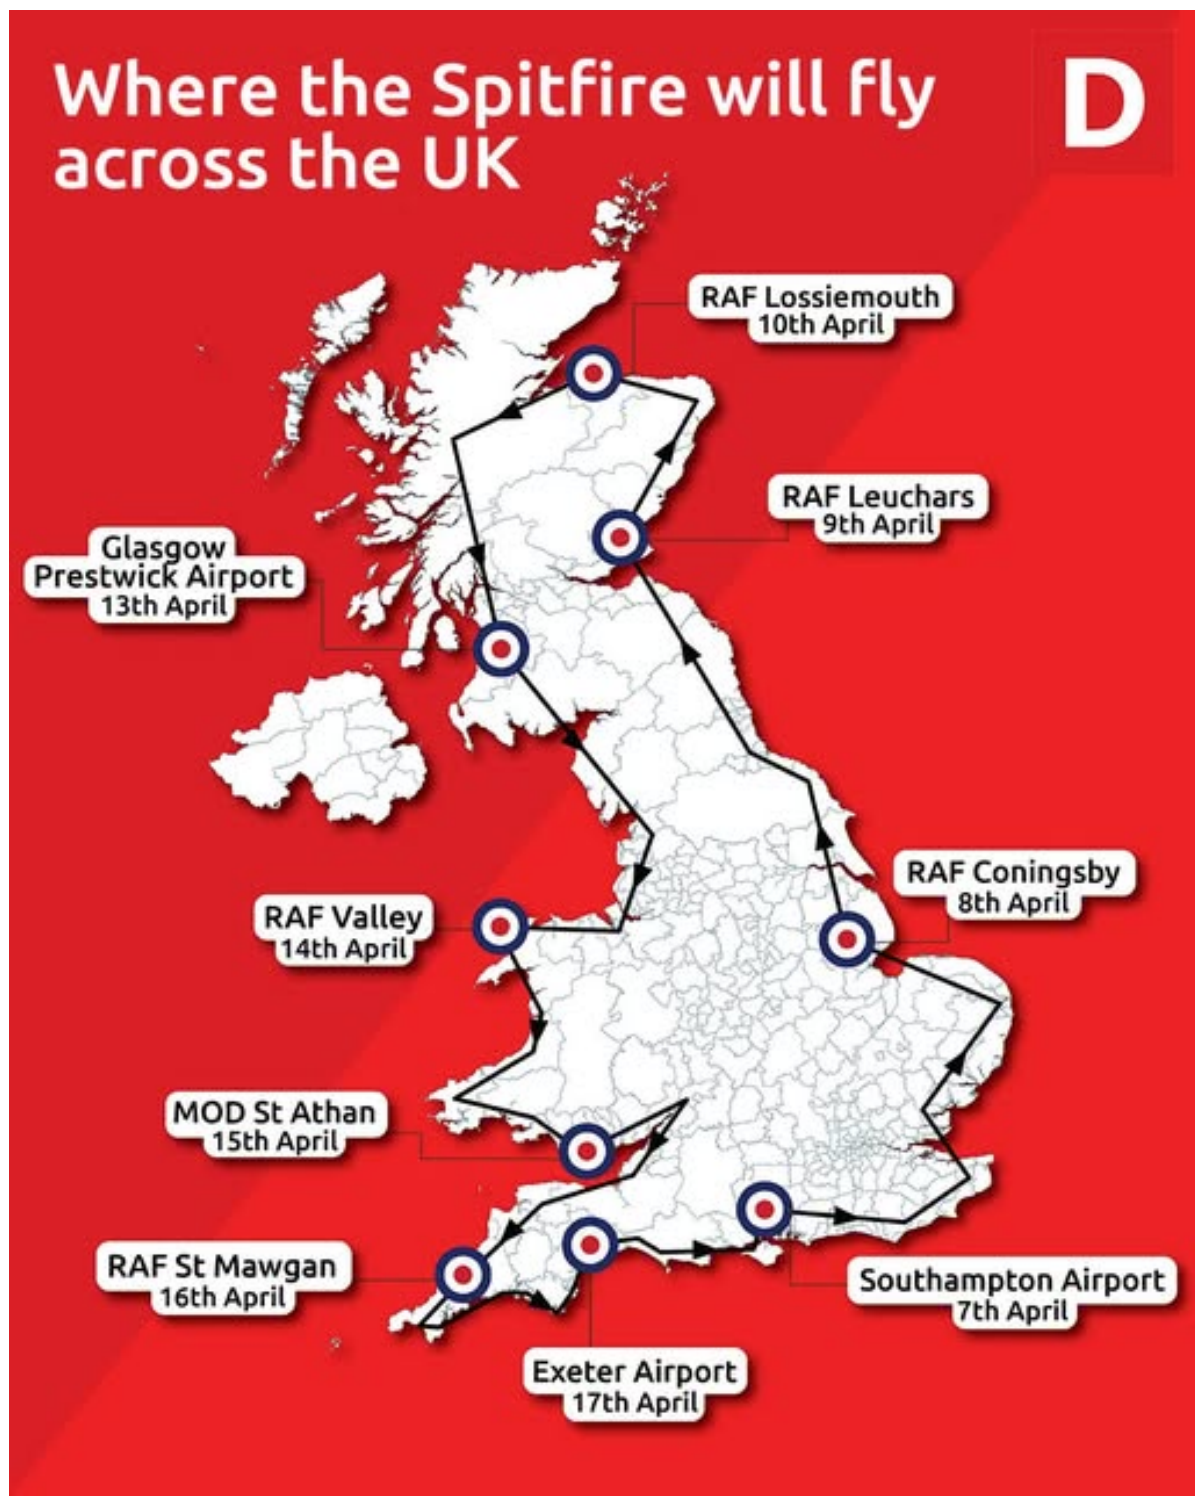 Where the Spitfire will fly
across the UK
D
RAF Lossiemouth
10th April
RAF Leuchars
9th April
Glasgow
Prestwick Airport
13th April
RAF Coningsby
8th April
RAF Valley
14th April
MOD St Athan
15th April
RAF St Mawgan
16th April
Southampton Airport
7th April
Exeter Airport
17th April